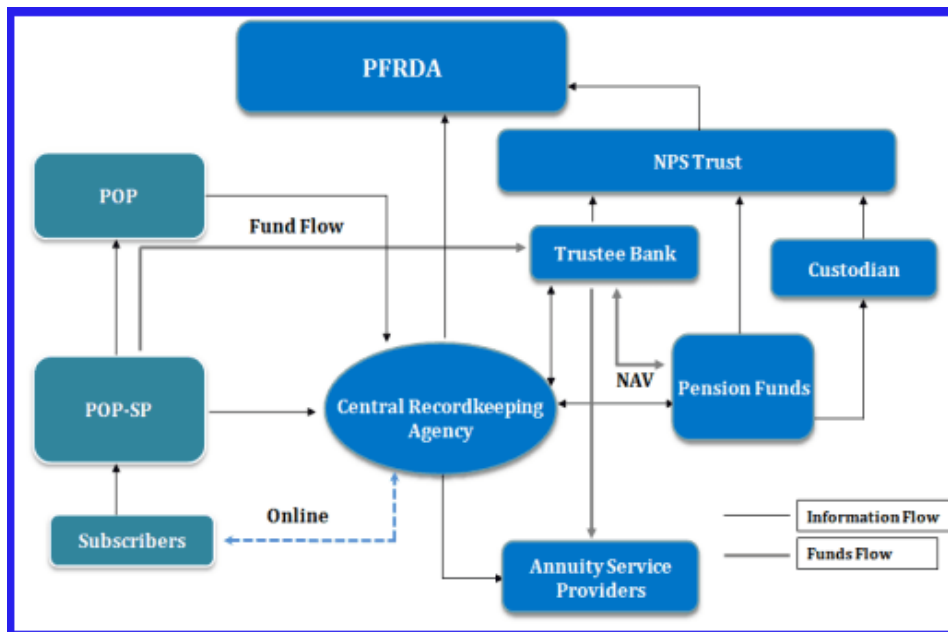 PFRDA
NPS Trust
POP
Fund Flow
Trustee Bank
Custodian
POP-SP
NAV
Pension Funds
Central Recordkeeping
Agency
Online
Subscribers
Information Flow
Funds Flow
Annuity Service
Providers